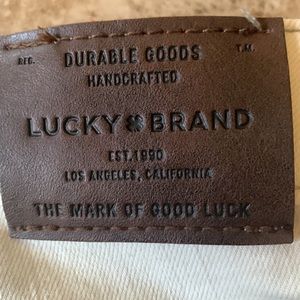 REG. DURABLE GOODS T.M.
HANDCRAFTED
LUCKY BRAND
EST. 1990
LOS ANGELES, CALIFORNIA
THE MARK OF GOOD LUCK